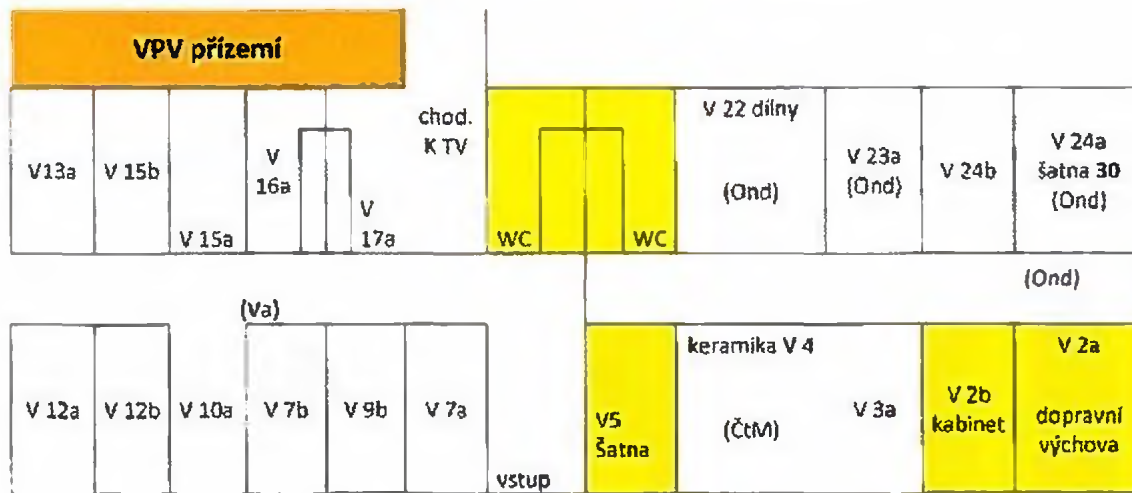 VPV přízemí
chod.
K TV
V13a
V 15b
V 15a
V
16a
V
17a
WC
WC
V 22 dílny
(Ond)
V 23a
(Ond)
V 24b
V 24a
šatna 30
(Ond)
(Ond)
(Va)
V 12a
V 12b
V 10a
V 7b
V 9b
V 7a
vstup
V5
Šatna
keramika V 4
(ČtM)
V 3a
V 2b
kabinet
V 2a
dopravní
výchova